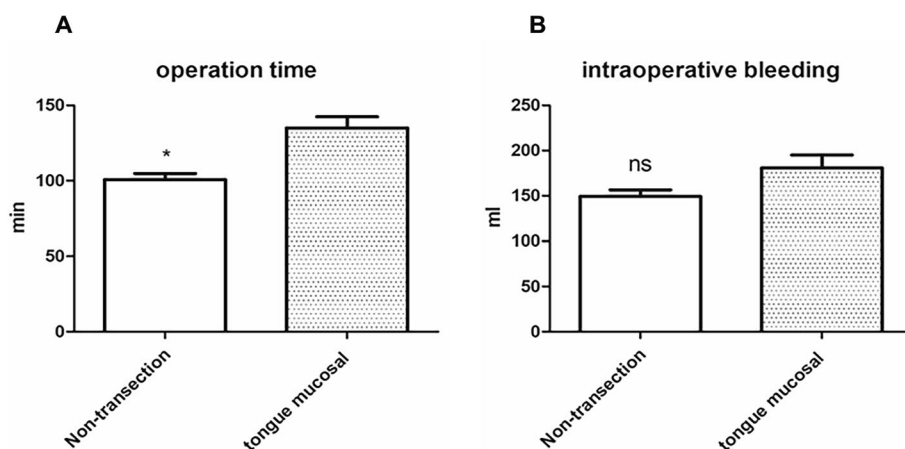 A
operation time
150
100
50
0
min
*
Non-transection
tongue mucosal
B
intraoperative bleeding
250
200
150
100
50
0
ml
ns
Non-transection
tongue mucosal